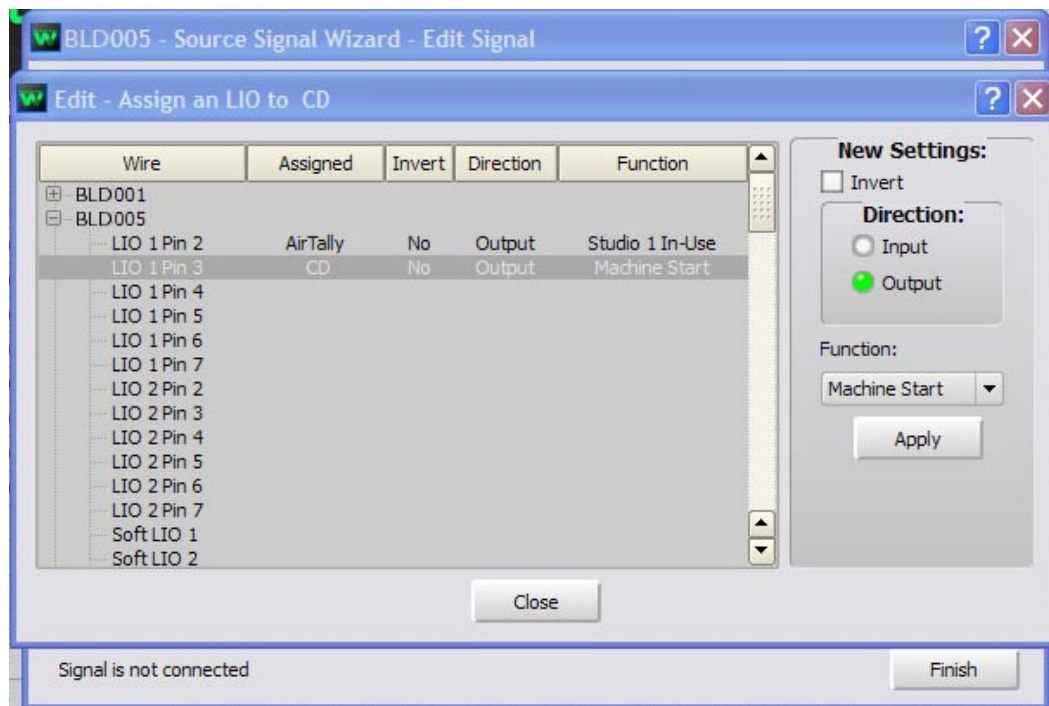 BLD005 - Source Signal Wizard - Edit Signal
Edit - Assign an LIO to CD
Wire Assigned Invert Direction Function
BLD001
BLD005
LIO 1 Pin 2 AirTally No Output Studio 1 In-Use
LIO 1 Pin 3 CD No Output Machine Start
LIO 1 Pin 4
LIO 1 Pin 5
LIO 1 Pin 6
LIO 1 Pin 7
LIO 2 Pin 2
LIO 2 Pin 3
LIO 2 Pin 4
LIO 2 Pin 5
LIO 2 Pin 6
LIO 2 Pin 7
Soft LIO 1
Soft LIO 2
New Settings:
Invert
Direction:
Input
Output
Function:
Machine Start
Apply
Close
Signal is not connected
Finish